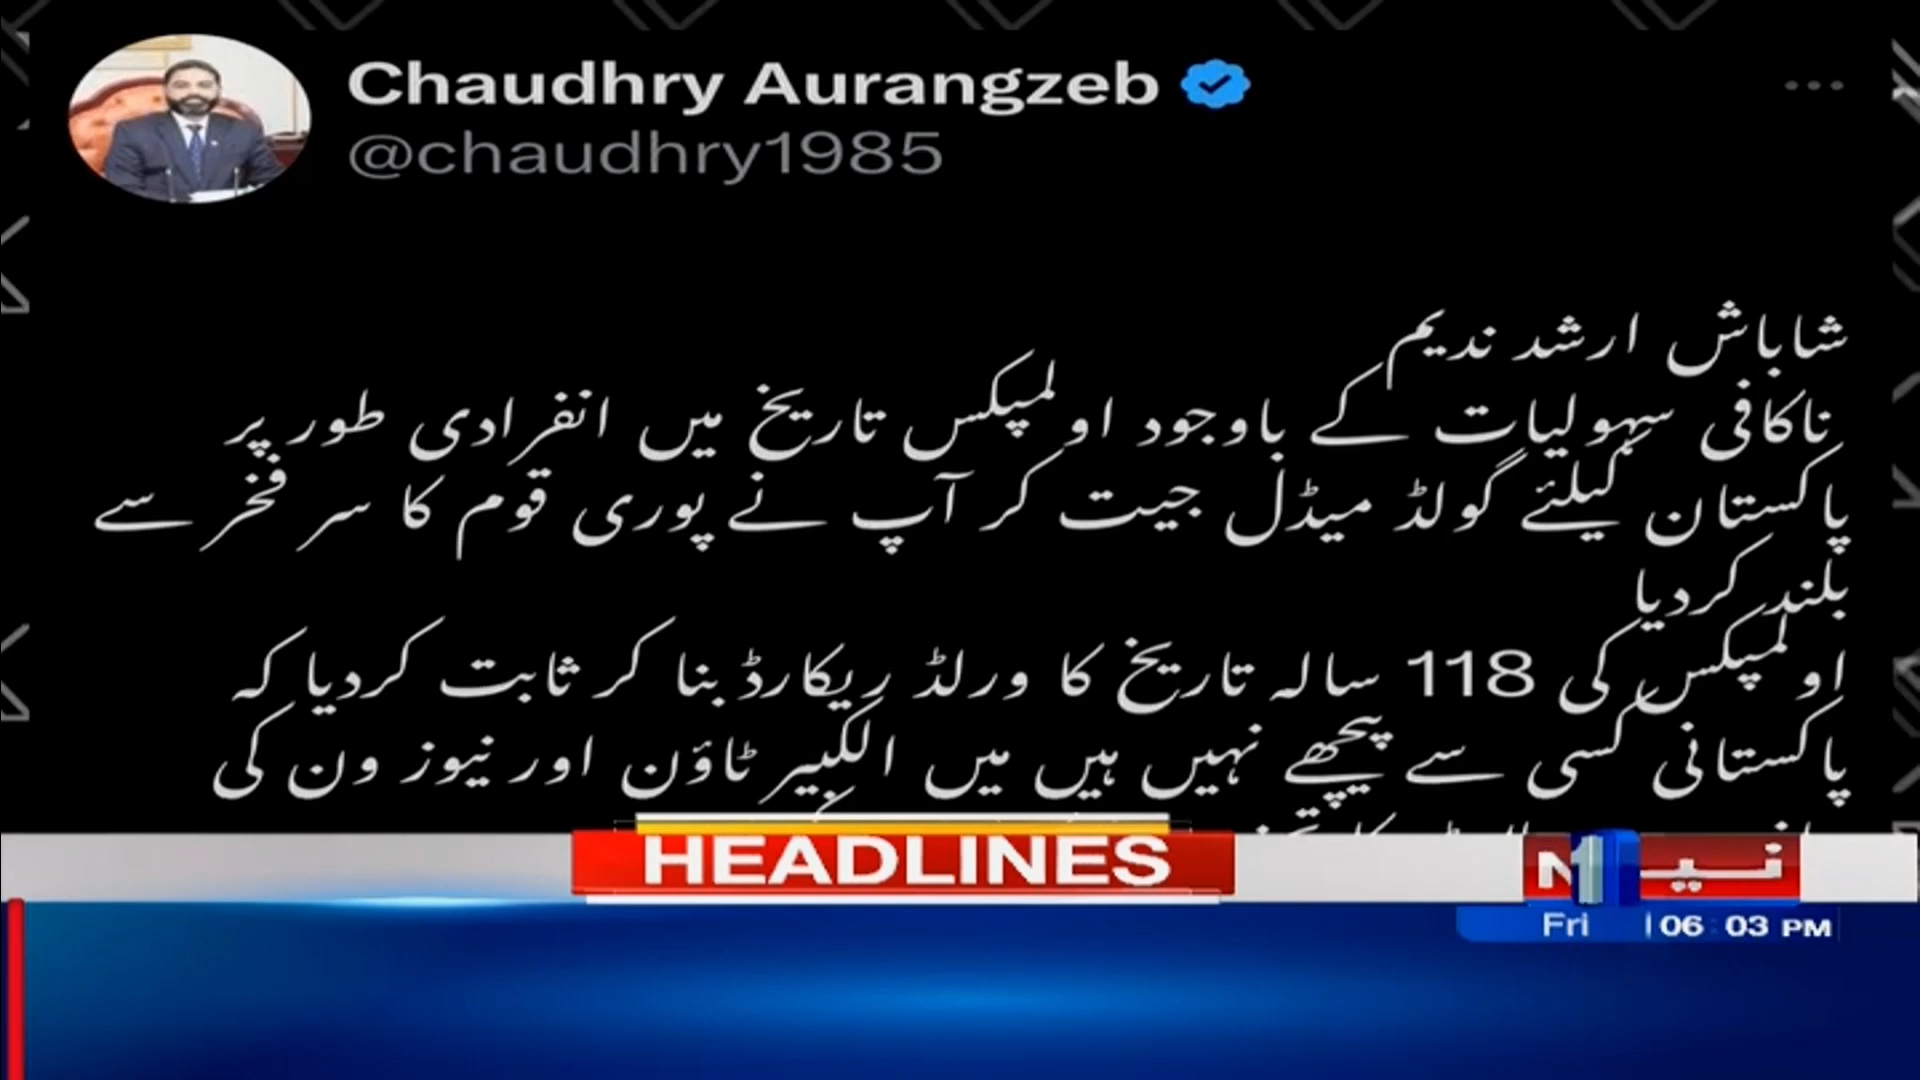 Chaudhry Aurangzeb
@chaudhry1985
شاباش ارشد ندیم
ناکافی سہولیات کے باوجود اولمپکس تاریخ میں انفرادی طور پر
پاکستان کیلئے گولڈ میڈل جیت کر آپ نے پوری قوم کا سر فخر سے
بلند کردیا
اولمپکس کی 118 سالہ تاریخ کا ورلڈ ریکارڈ بنا کر ثابت کردیا کہ
پاکستانی کسی سے پیچھے نہیں ہیں میں الکبیر ٹاؤن اور نیوز ون کی
HEADLINES
Fri 06 03 PM